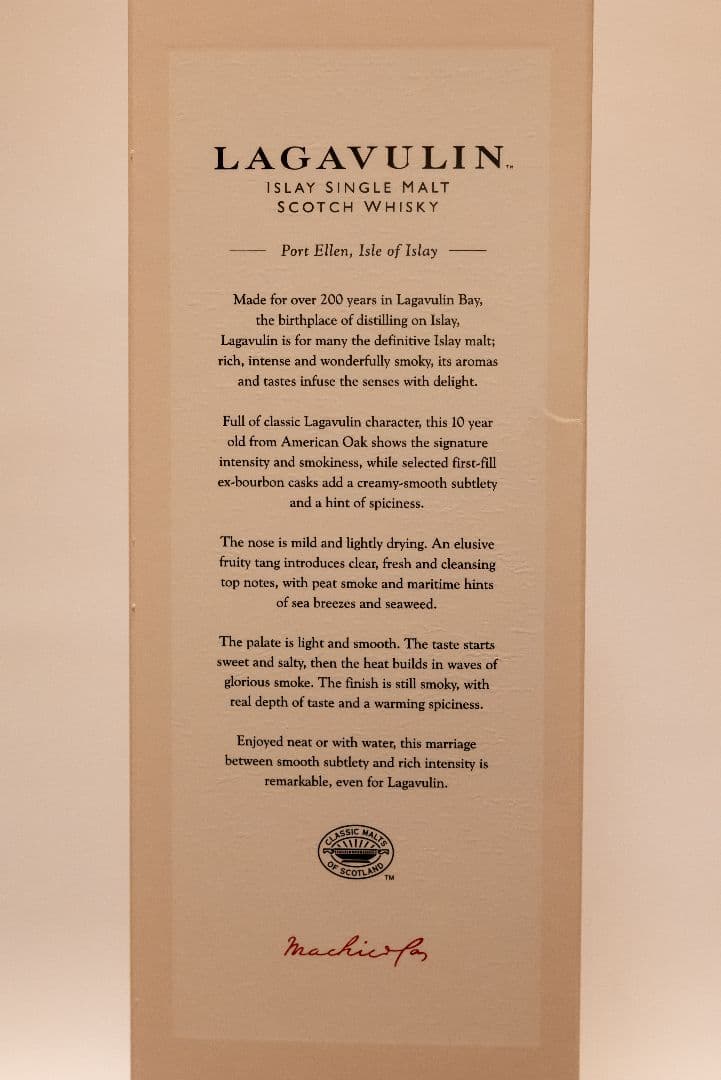 LAGAVULIN™
ISLAY SINGLE MALT
SCOTCH WHISKY
Port Ellen, Isle of Islay
Made for over 200 years in Lagavulin Bay,
the birthplace of distilling on Islay,
Lagavulin is for many the definitive Islay malt;
rich, intense and wonderfully smoky, its aromas
and tastes infuse the senses with delight.
Full of classic Lagavulin character, this 10 year
old from American Oak shows the signature
intensity and smokiness, while selected first-fill
ex-bourbon casks add a creamy-smooth subtlety
and a hint of spiciness.
The nose is mild and lightly drying. An elusive
fruity tang introduces clear, fresh and cleansing
top notes, with peat smoke and maritime hints
of sea breezes and seaweed.
The palate is light and smooth. The taste starts
sweet and salty, then the heat builds in waves of
glorious smoke. The finish is still smoky, with
real depth of taste and a warming spiciness.
Enjoyed neat or with water, this marriage
between smooth subtlety and rich intensity is
remarkable, even for Lagavulin.
CLASSIC MALTS
OF SCOTLAND
TM